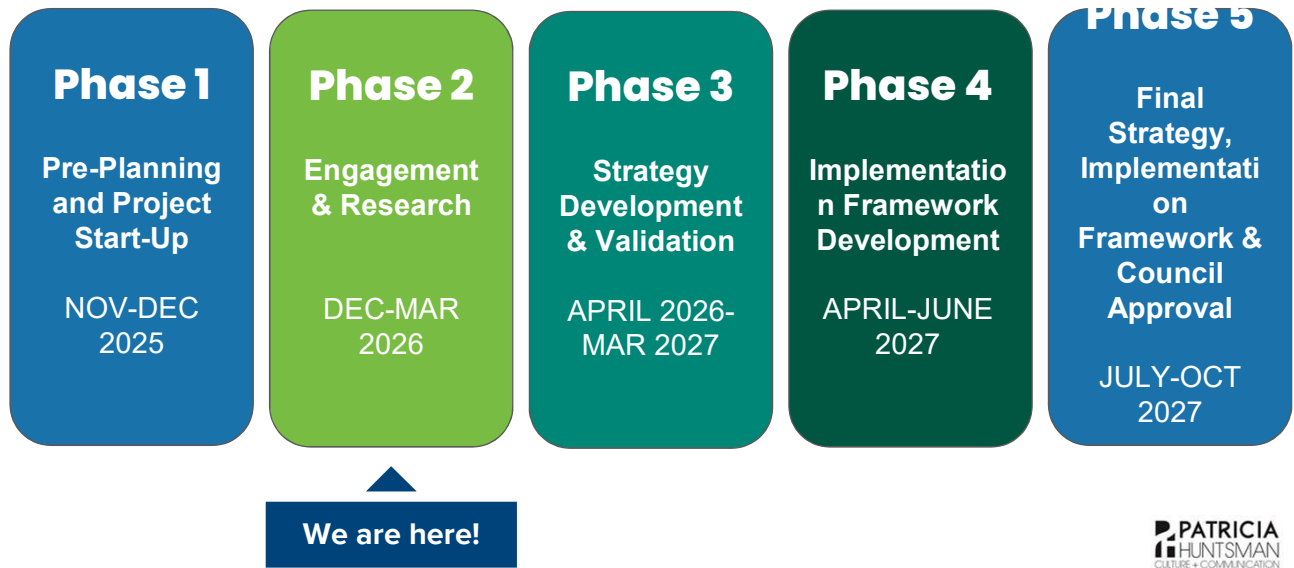 Phase 1
Pre-Planning
and Project
Start-Up
NOV-DEC
2025
Phase 2
Engagement
& Research
DEC-MAR
2026
Phase 3
Strategy
Development
& Validation
APRIL 2026-
MAR 2027
Phase 4
Implementatio
n Framework
Development
APRIL-JUNE
2027
Phase 5
Final
Strategy,
Implementati
on
Framework &
Council
Approval
JULY-OCT
2027
We are here!
PATRICIA
HUNTSMAN
CULTURE + COMMUNICATION